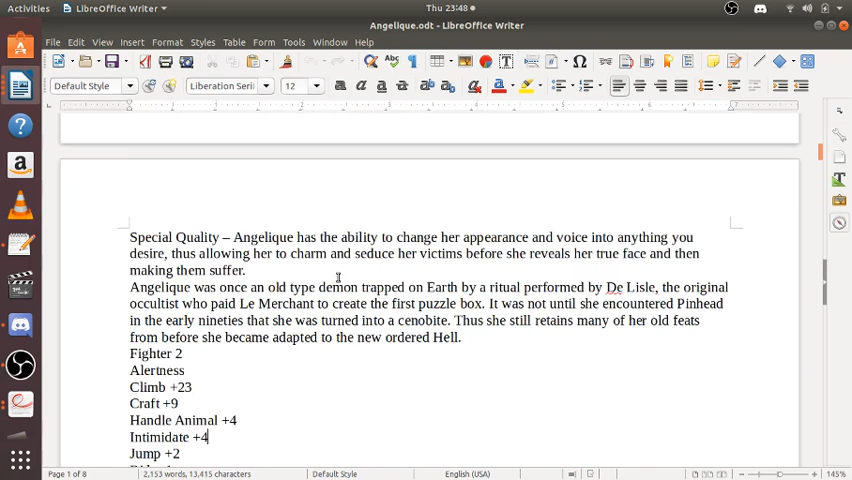 Activities
LibreOffice Writer
Thu 23:48
Angelique.odt - LibreOffice Writer
File Edit View Insert Format Styles Table Form Tools Window Help
Default Style
Liberation Seri
12
6
7
Special Quality – Angelique has the ability to change her appearance and voice into anything you
desire, thus allowing her to charm and seduce her victims before she reveals her true face and then
making them suffer.
Angelique was once an old type demon trapped on Earth by a ritual performed by De Lisle, the original
occultist who paid Le Merchant to create the first puzzle box. It was not until she encountered Pinhead
in the early nineties that she was turned into a cenobite. Thus she still retains many of her old feats
from before she became adapted to the new ordered Hell.
Fighter 2
Alertness
Climb +23
Craft +9
Handle Animal +4
Intimidate +4
Jump +2
Page 1 of 8
2,153 words, 13,415 characters
Default Style
English (USA)
145%